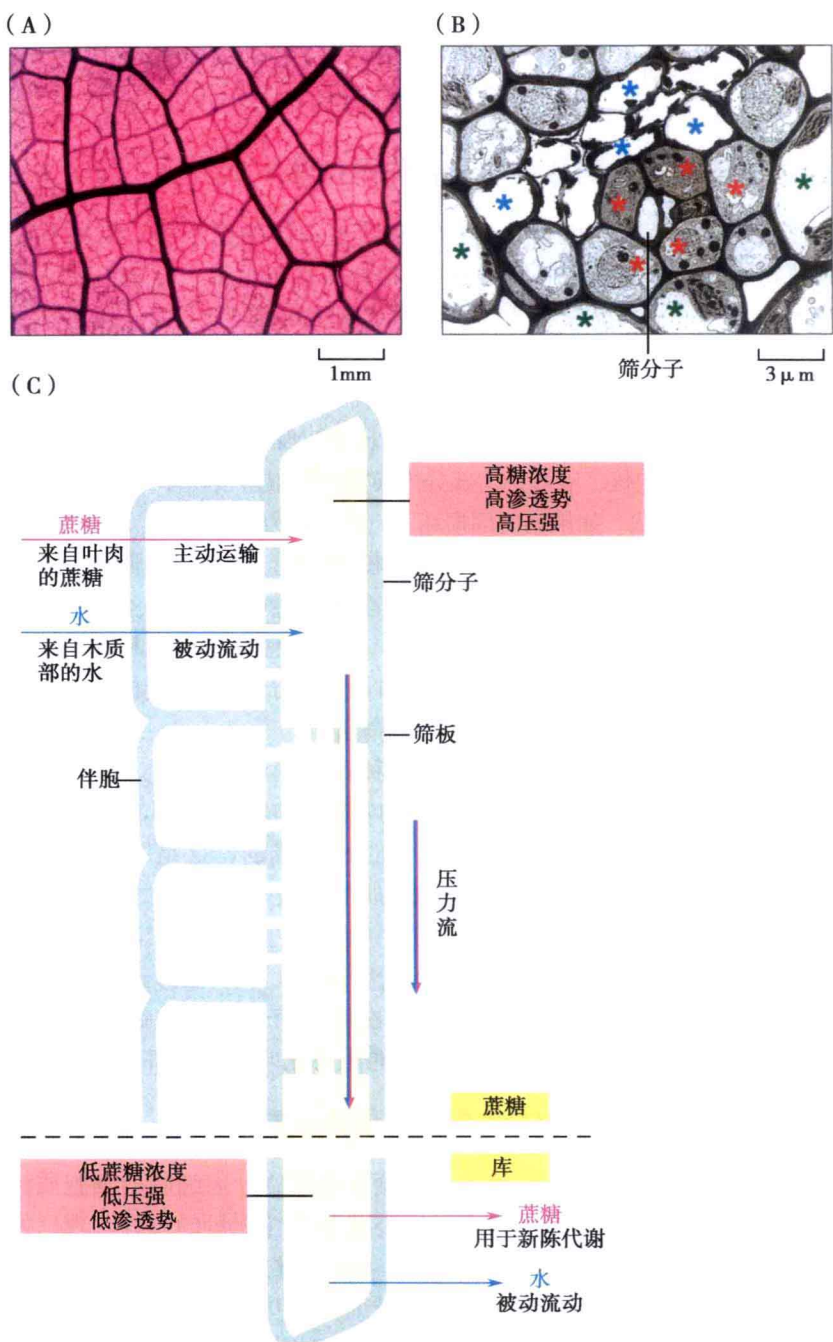 （A）
（B）
1mm
筛分子
3μm
（C）
高糖浓度
高渗透势
高压强
蔗糖
来自叶肉
的蔗糖
主动运输
筛分子
水
来自木质
部的水
被动流动
筛板
伴胞
压
力
流
蔗糖
库
低蔗糖浓度
低压强
低渗透势
蔗糖
用于新陈代谢
水
被动流动